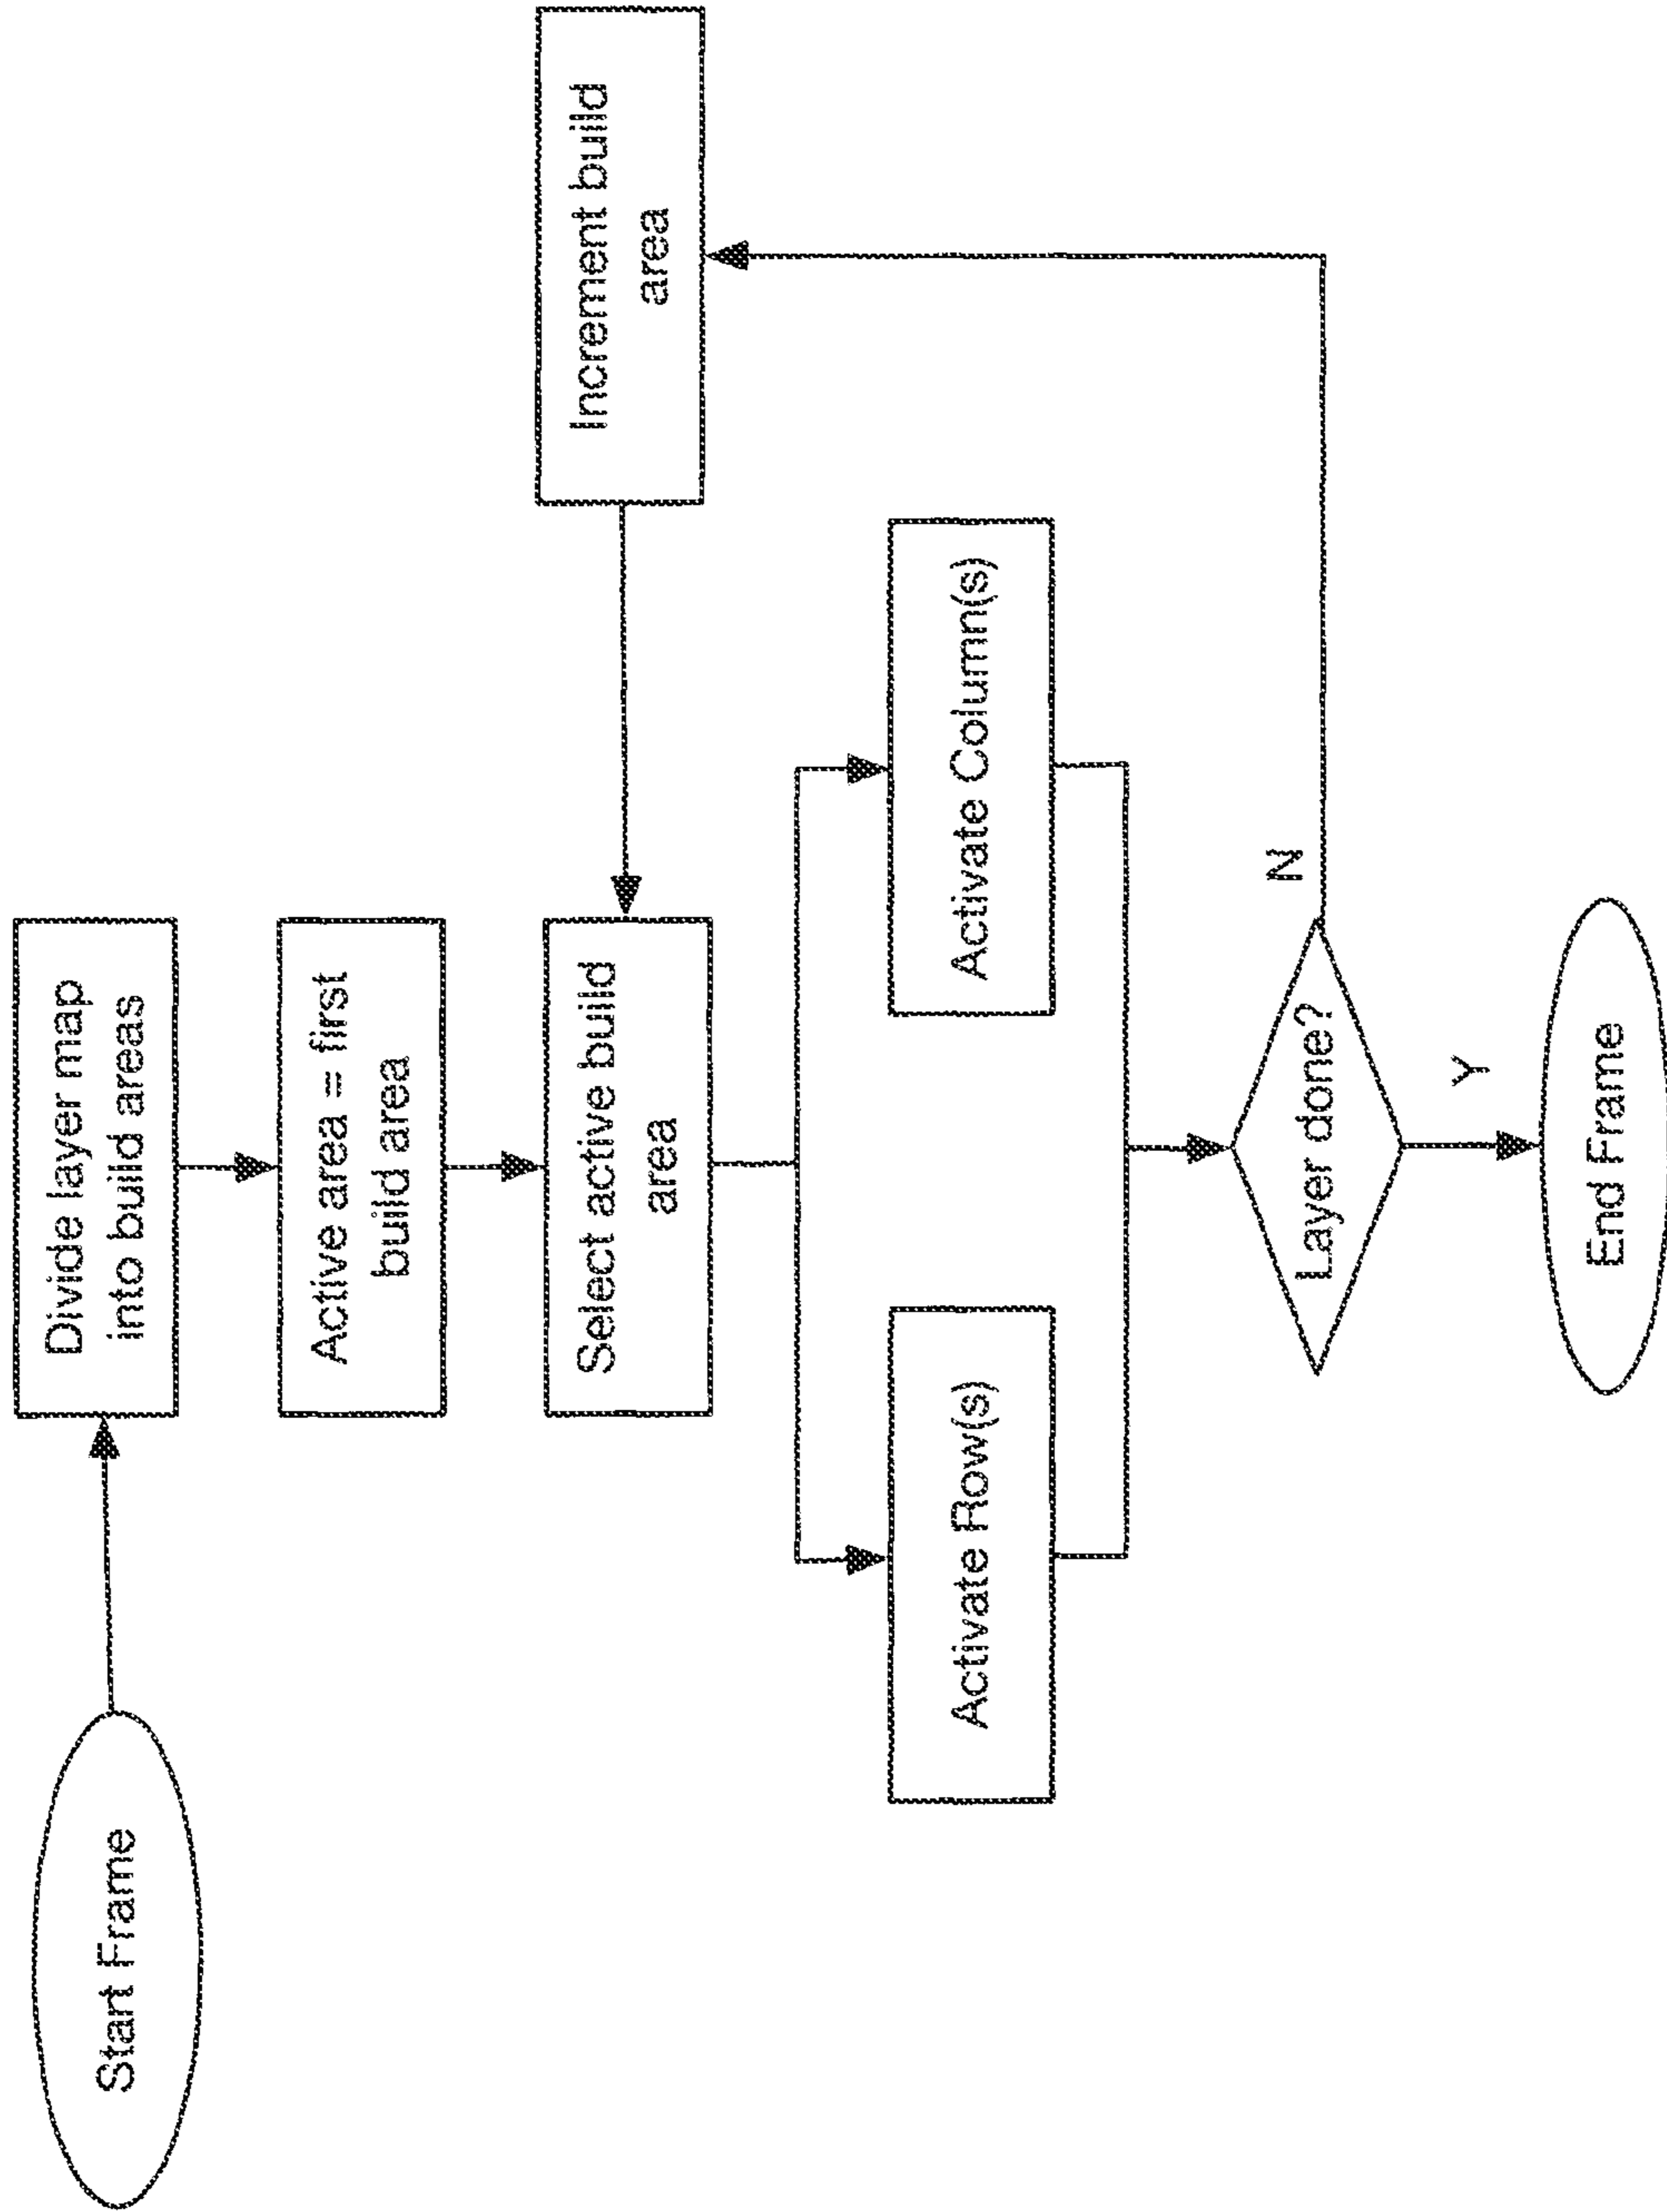 Start Frame
Divide layer map
into build areas
Active area = first
build area
Select active build
area
Increment build
area
Activate Row(s)
Activate Column(s)
Layer done?
N
Y
End Frame